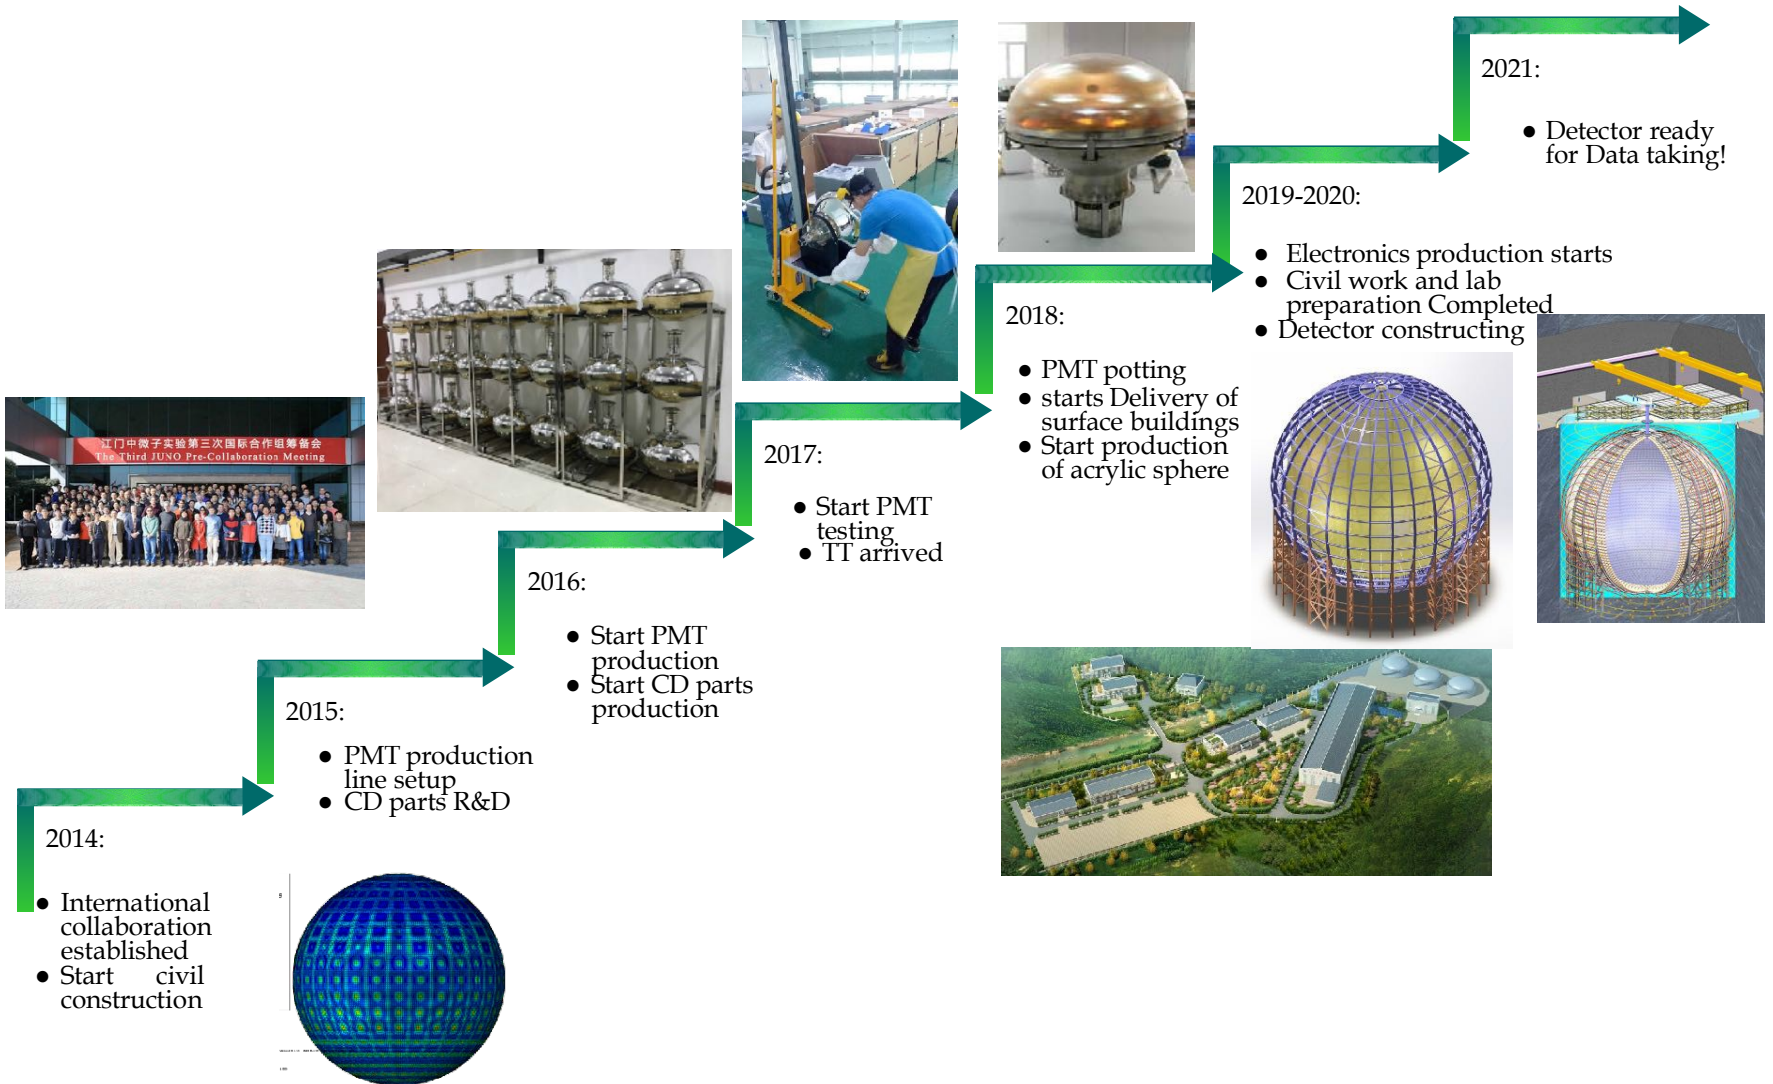 2014:
● International
collaboration
established
● Start civil
construction
2015:
● PMT production
line setup
● CD parts R&D
2016:
● Start PMT
production
● Start CD parts
production
2017:
● Start PMT
testing
● TT arrived
2018:
● PMT potting
● starts Delivery of
surface buildings
● Start production
of acrylic sphere
2019-2020:
● Electronics production starts
● Civil work and lab
preparation Completed
● Detector constructing
2021:
● Detector ready
for Data taking!
江门中微子实验第三次国际合作组筹备会
The Third JUNO Pre-Collaboration Meeting